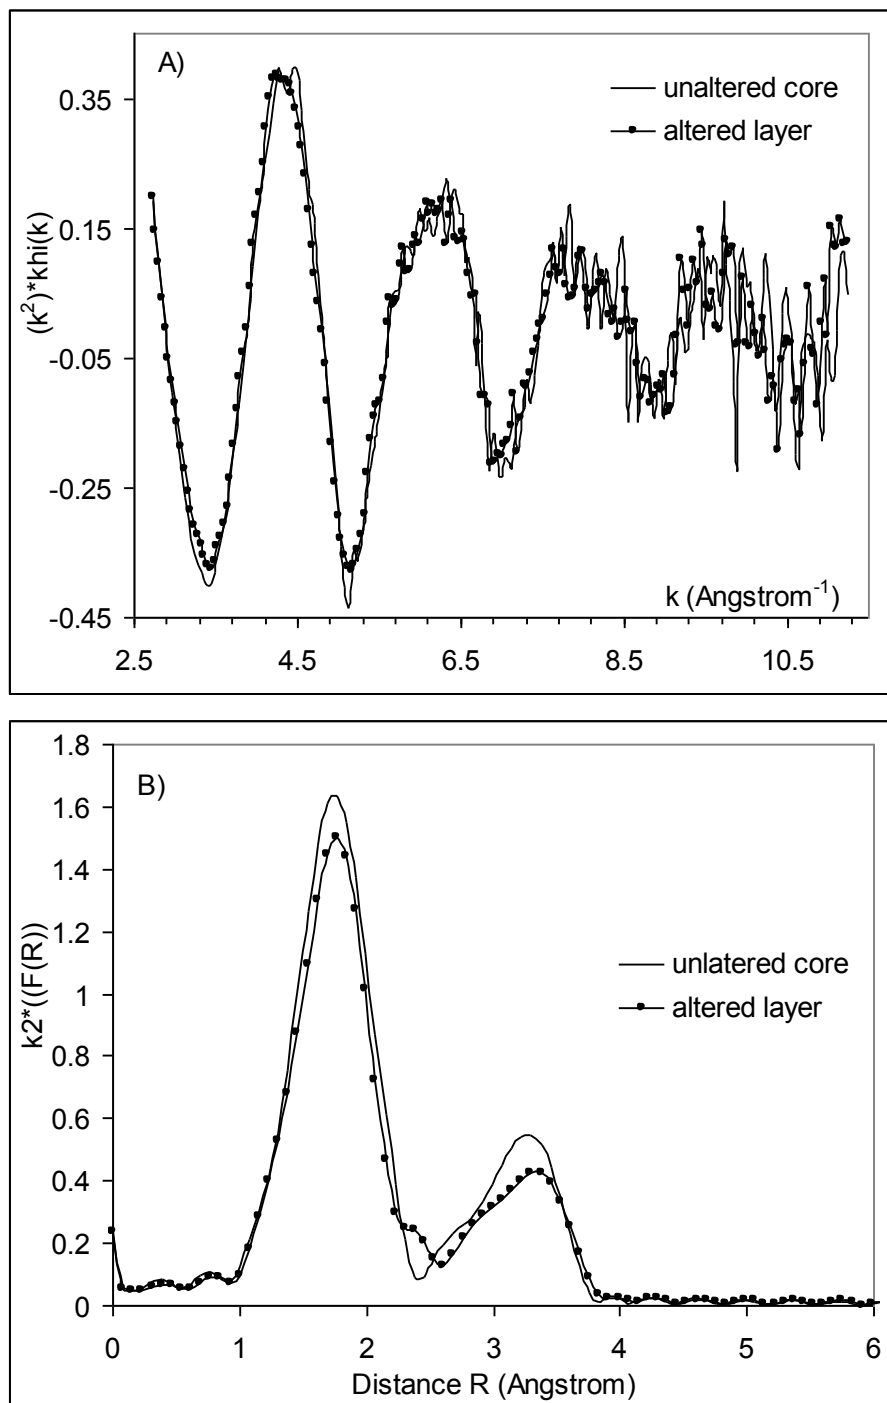 A)
unaltered core
altered layer
0.35
0.15
-0.05
-0.25
-0.45
(k²)*khi(k)
k (Angstrom⁻¹)
2.5 4.5 6.5 8.5 10.5
B)
unlatered core
altered layer
1.8
1.6
1.4
1.2
1
0.8
0.6
0.4
0.2
0
k2*((F(R))
0 1 2 3 4 5 6
Distance R (Angstrom)